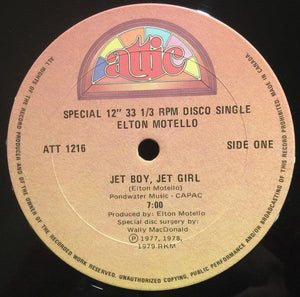 attic
SPECIAL 12" 33 1/3 RPM DISCO SINGLE
ELTON MOTELLO
ATT 1216
SIDE ONE
JET BOY, JET GIRL
(Elton Motello)
Pondwater Music - CAPAC
7:00
Produced by: Elton Motello
Special disc surgery by:
Wally MacDonald
Ⓟ 1977, 1978,
1979 RKM
ALL RIGHTS OF THE RECORD PRODUCER AND OF THE OWNER OF THE RECORDED WORK RESERVED. UNAUTHORIZED COPYING, PUBLIC PERFORMANCE AND/OR BROADCASTING OF THIS RECORD PROHIBITED. MADE IN CANADA.